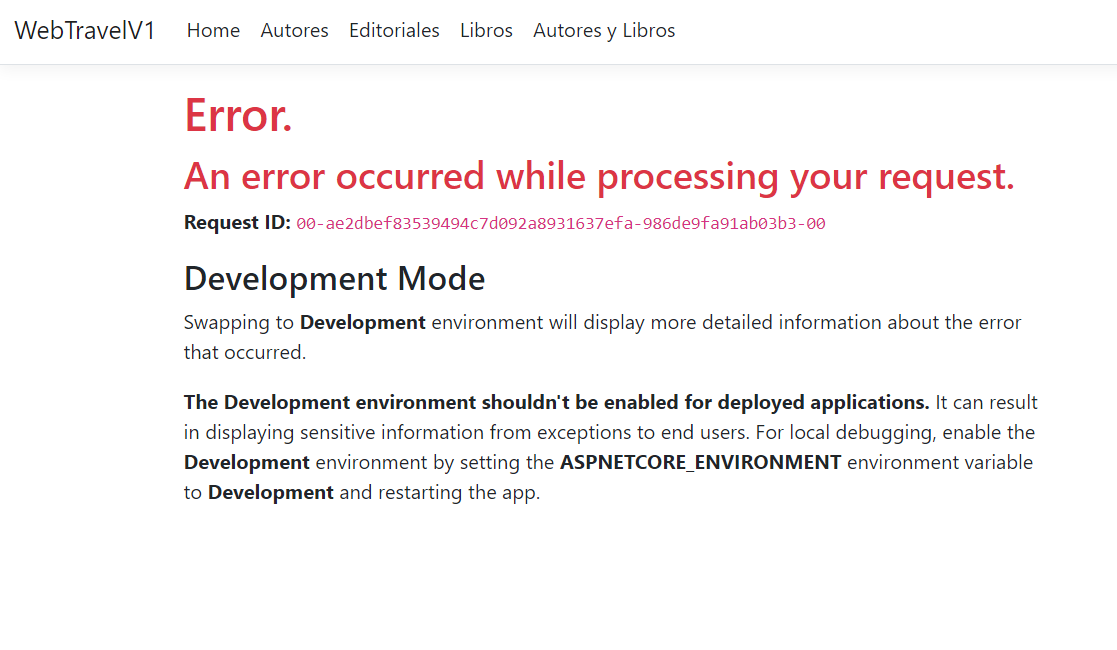 WebTravelV1 Home Autores Editoriales Libros Autores y Libros
Error.
An error occurred while processing your request.
Request ID: 00-ae2dbef83539494c7d092a8931637efa-986de9fa91ab03b3-00
Development Mode
Swapping to Development environment will display more detailed information about the error
that occurred.
The Development environment shouldn't be enabled for deployed applications. It can result
in displaying sensitive information from exceptions to end users. For local debugging, enable the
Development environment by setting the ASPNETCORE_ENVIRONMENT environment variable
to Development and restarting the app.